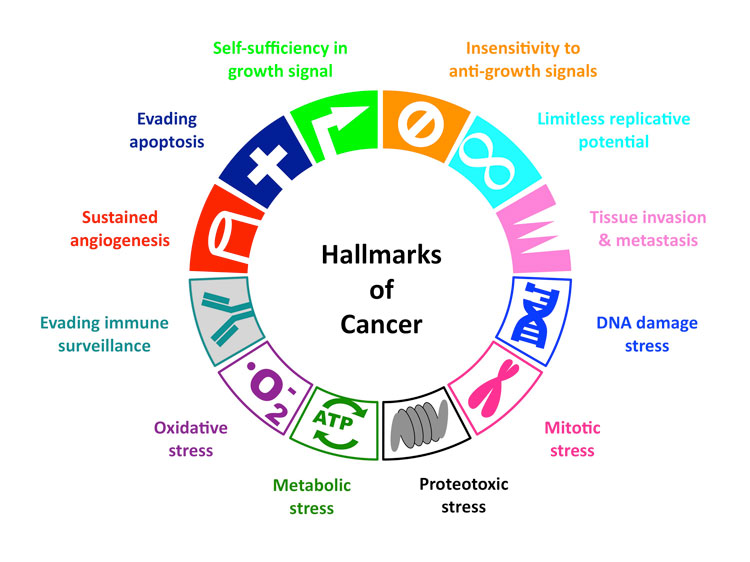 Self-sufficiency in
growth signal
Insensitivity to
anti-growth signals
Evading
apoptosis
Limitless replicative
potential
Sustained
angiogenesis
Tissue invasion
& metastasis
Hallmarks
of
Cancer
Evading immune
surveillance
DNA damage
stress
•O2-
ATP
Oxidative
stress
Mitotic
stress
Metabolic
stress
Proteotoxic
stress